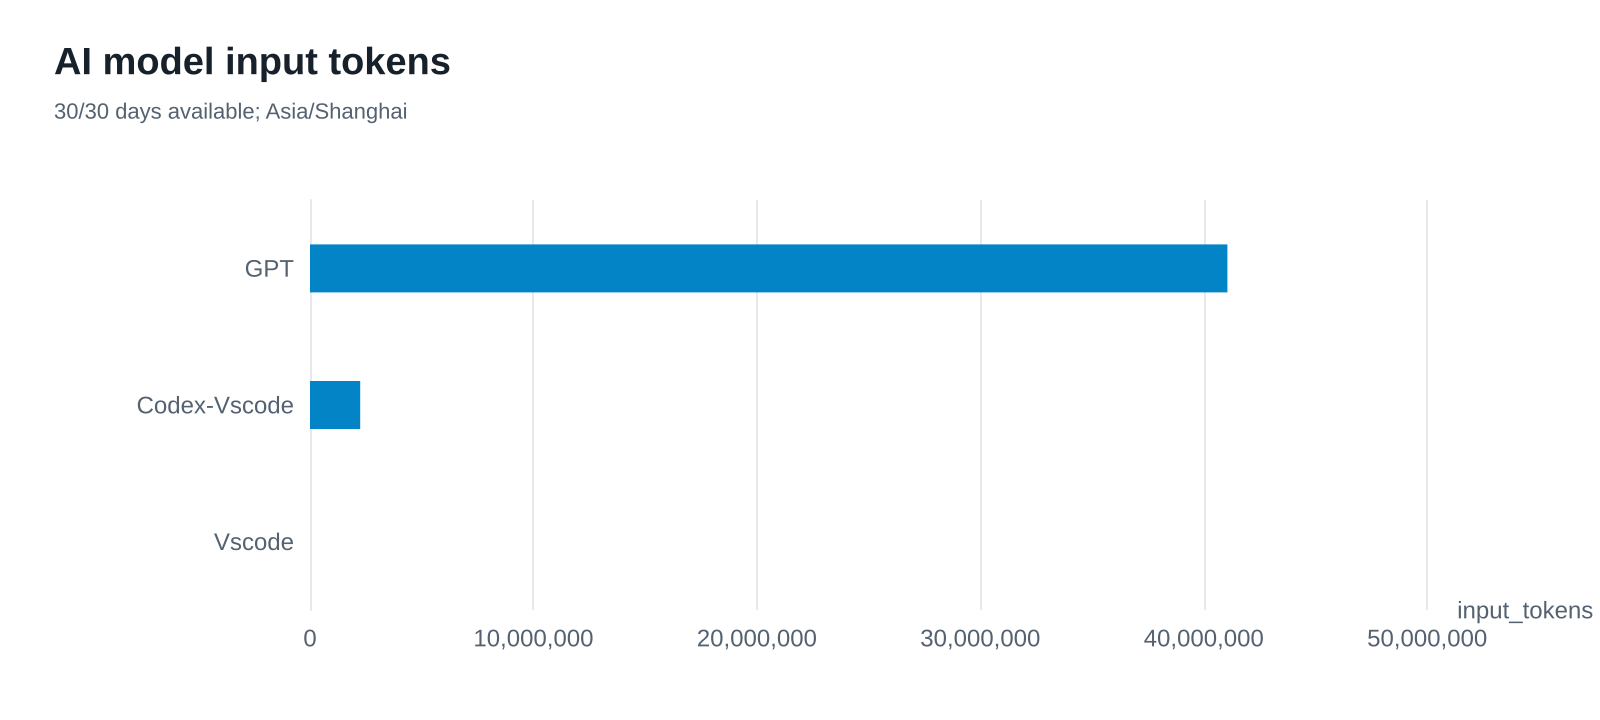 AI model input tokens
30/30 days available; Asia/Shanghai
GPT
Codex-Vscode
Vscode
input_tokens
0 10,000,000 20,000,000 30,000,000 40,000,000 50,000,000